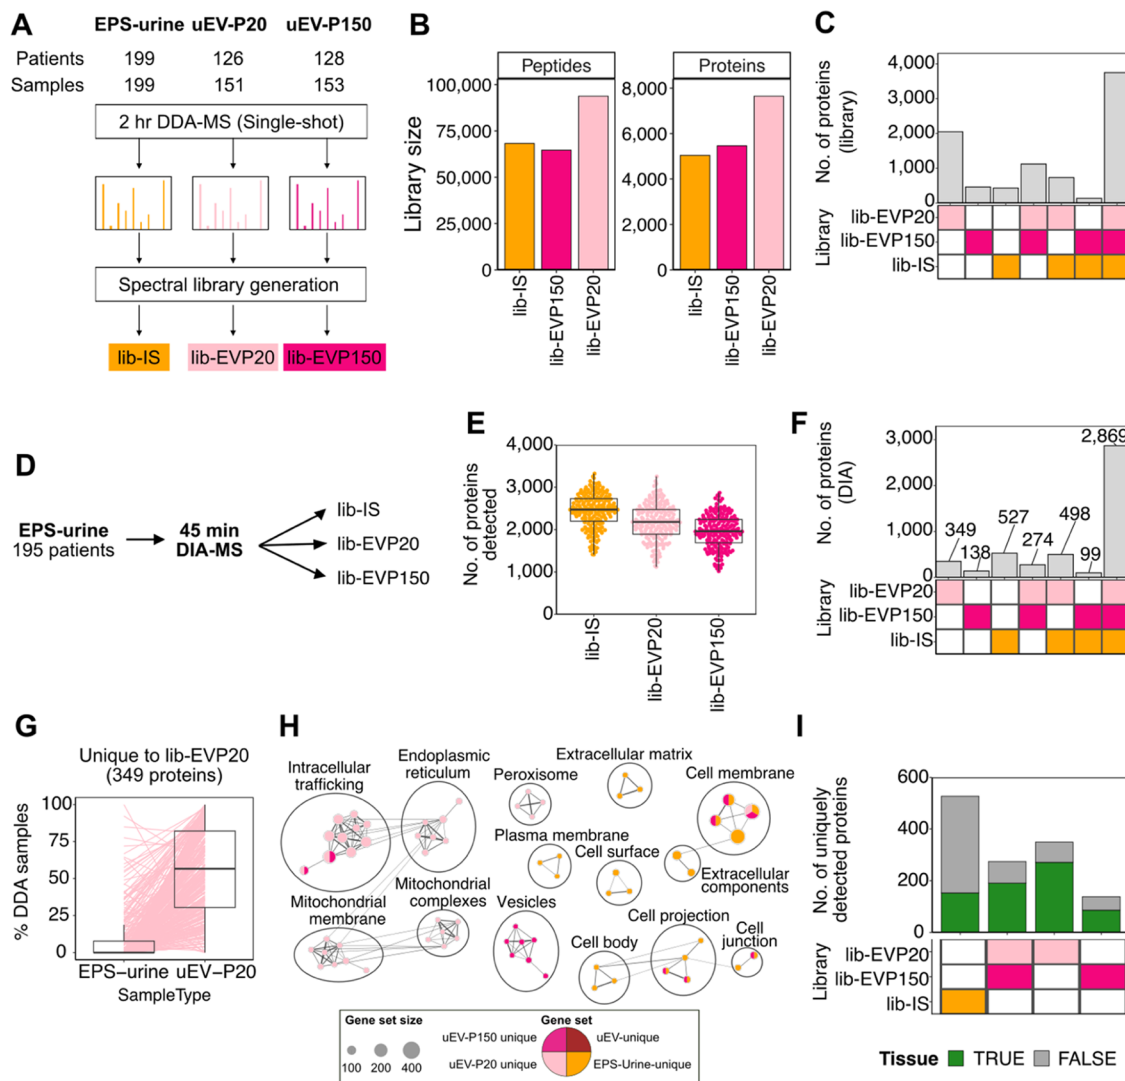 A
EPS-urine uEV-P20 uEV-P150
Patients 199 126 128
Samples 199 151 153
2 hr DDA-MS (Single-shot)
Spectral library generation
lib-IS lib-EVP20 lib-EVP150
B
Peptides Proteins
Library size
100,000
75,000
50,000
25,000
0
8,000
6,000
4,000
2,000
0
lib-IS
lib-EVP150
lib-EVP20
lib-IS
lib-EVP150
lib-EVP20
C
No. of proteins
(library)
4,000
3,000
2,000
1,000
0
Library
lib-EVP20
lib-EVP150
lib-IS
D
EPS-urine
195 patients
45 min
DIA-MS
lib-IS
lib-EVP20
lib-EVP150
E
No. of proteins
detected
4,000
3,000
2,000
1,000
0
lib-IS
lib-EVP20
lib-EVP150
F
No. of proteins
(DIA)
3,000
2,000
1,000
0
349 138 527 274 498 99 2,869
Library
lib-EVP20
lib-EVP150
lib-IS
G
Unique to lib-EVP20
(349 proteins)
% DDA samples
100
75
50
25
0
EPS–urine uEV–P20
SampleType
H
Intracellular
trafficking
Endoplasmic
reticulum
Peroxisome
Extracellular matrix
Cell membrane
Plasma membrane
Cell surface
Extracellular
components
Mitochondrial
membrane
Mitochondrial
complexes
Vesicles
Cell body
Cell projection
Cell
junction
Gene set size
100 200 400
Gene set
uEV-P150 unique
uEV-unique
uEV-P20 unique
EPS-Urine-unique
I
No. of uniquely
detected proteins
600
400
200
0
Library
lib-EVP20
lib-EVP150
lib-IS
Tissue TRUE FALSE